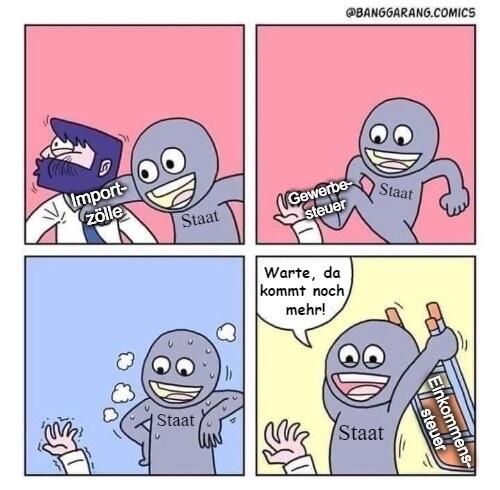 @BANGGARANG.COMICS
Import-
zölle
Staat
Gewerbe-
steuer
Staat
Staat
Warte, da
kommt noch
mehr!
Staat
Einkommens-
steuer